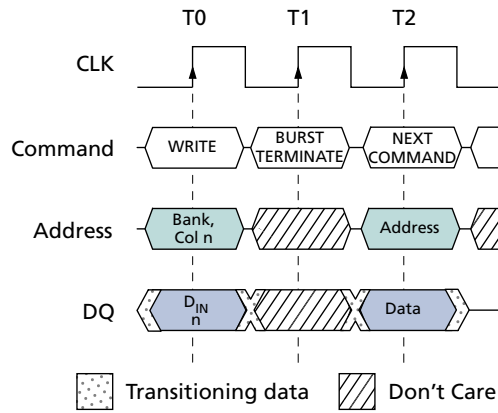 T0 T1 T2
CLK
Command WRITE BURST TERMINATE NEXT COMMAND
Address Bank, Col n Address
DQ D_IN n Data
Transitioning data Don't Care